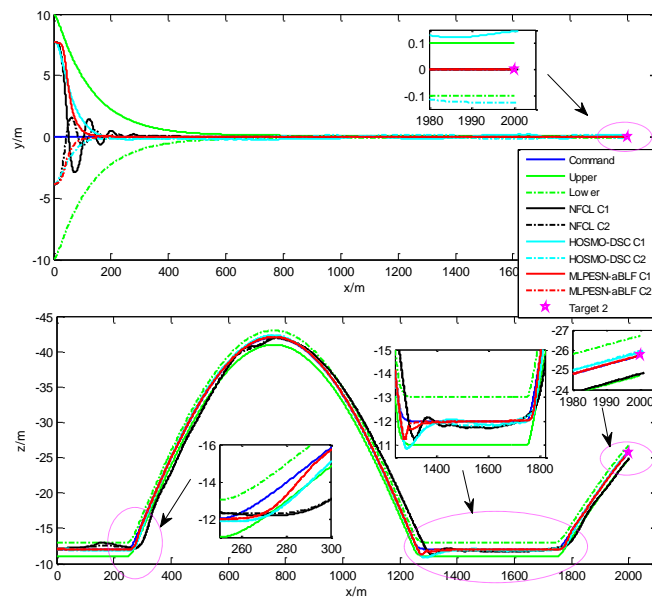 10
5
0
-5
-10
y/m
0 200 400 600 800 1000 1200 1400 1600 1800 2000
x/m
0.1
0
-0.1
1980 1990 2000
Command
Upper
Lower
NFCL C1
NFCL C2
HOSMO-DSC C1
HOSMO-DSC C2
MLPESN-aBLF C1
MLPESN-aBLF C2
Target 2
-45
-40
-35
-30
-25
-20
-15
-10
z/m
0 200 400 600 800 1000 1200 1400 1600 1800 2000
x/m
-16
-14
-12
260 280 300
-15
-14
-13
-12
-11
1400 1600 1800
-27
-26
-25
-24
1980 1990 2000